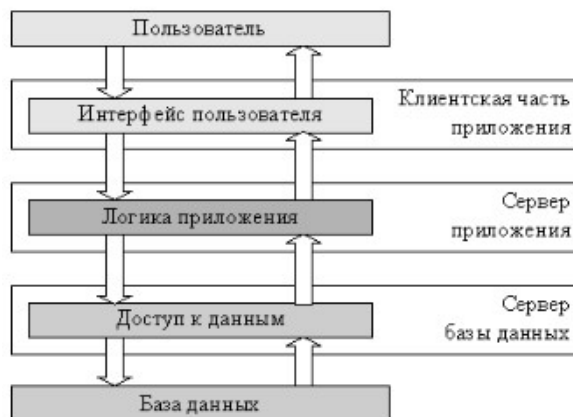 Пользователь
Интерфейс пользователя
Клиентская часть
приложения
Логика приложения
Сервер
приложения
Доступ к данным
Сервер
базы данных
База данных